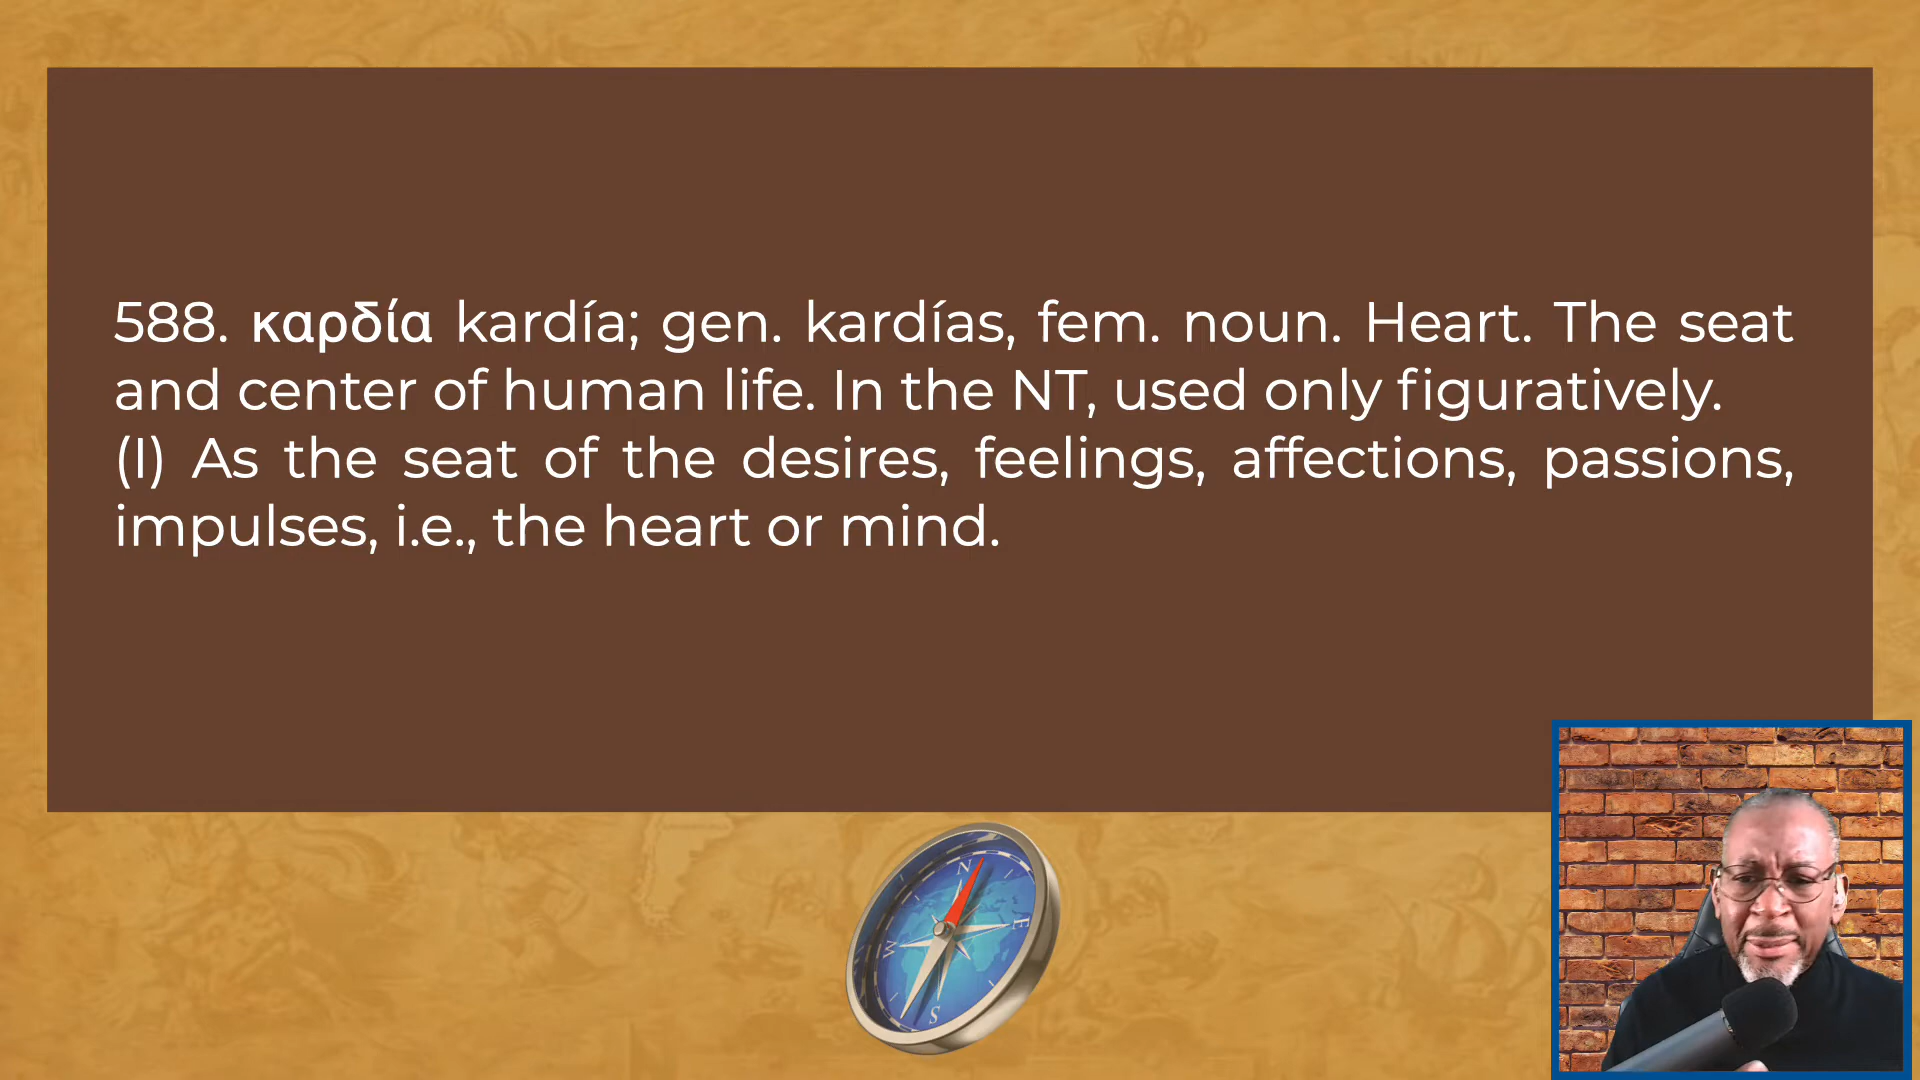 588. καρδία kardía; gen. kardías, fem. noun. Heart. The seat
and center of human life. In the NT, used only figuratively.
(I) As the seat of the desires, feelings, affections, passions,
impulses, i.e., the heart or mind.
N
E
W
S